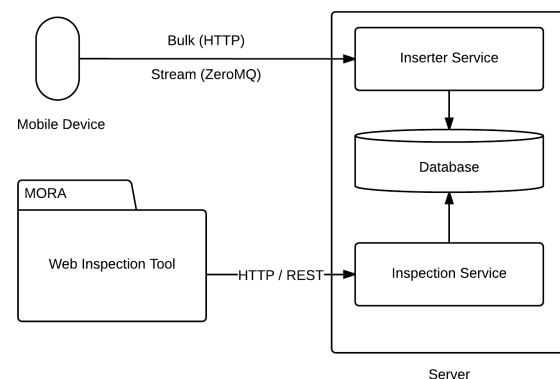 Bulk (HTTP)
Stream (ZeroMQ)
Mobile Device
Inserter Service
Database
MORA
Web Inspection Tool
HTTP / REST
Inspection Service
Server